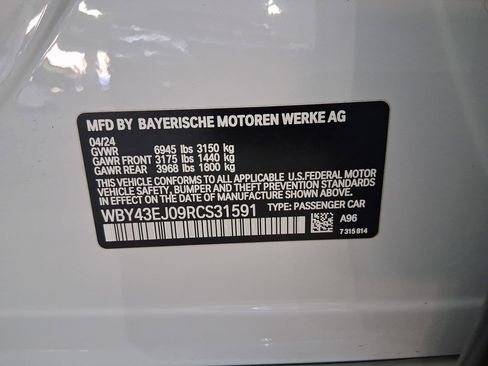 MFD BY BAYERISCHE MOTOREN WERKE AG
04/24
GVWR 6945 lbs 3150 kg
GAWR FRONT 3175 lbs 1440 kg
GAWR REAR 3968 lbs 1800 kg
THIS VEHICLE CONFORMS TO ALL APPLICABLE U.S.FEDERAL MOTOR
VEHICLE SAFETY, BUMPER, AND THEFT PREVENTION STANDARDS
IN EFFECT ON THE DATE OF MANUFACTURE SHOWN ABOVE.
WBY43EJ09RCS31591 TYPE: PASSENGER CAR
A96
7 315 814